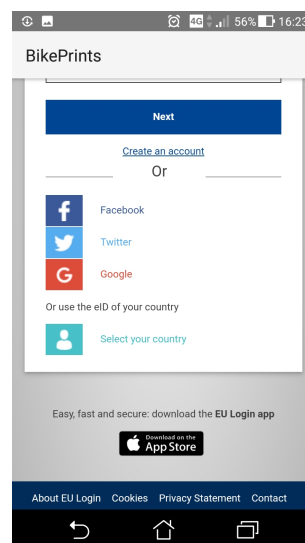 4G 56% 16:23
BikePrints
Next
Create an account
Or
f Facebook
Twitter
G Google
Or use the eID of your country
Select your country
Easy, fast and secure: download the EU Login app
Download on the
App Store
About EU Login Cookies Privacy Statement Contact